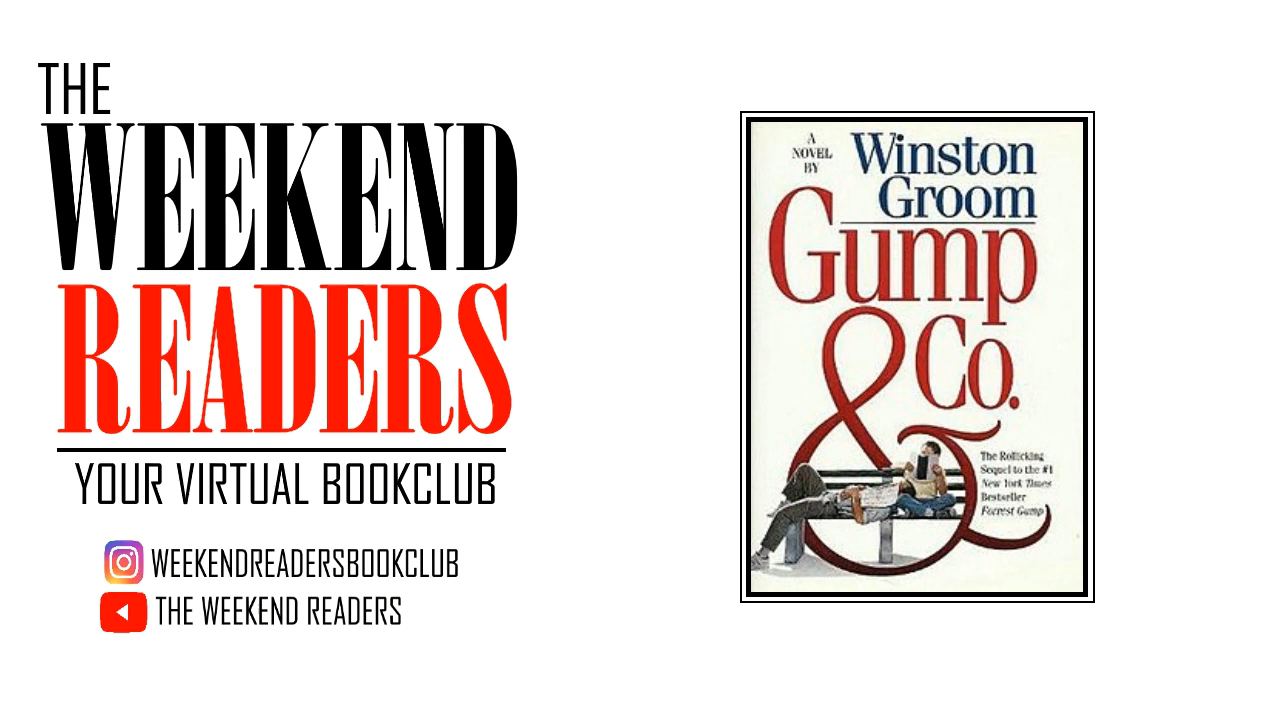 THE
WEEKEND
READERS
YOUR VIRTUAL BOOKCLUB
WEEKENDREADERSBOOKCLUB
THE WEEKEND READERS
A
NOVEL
BY
Winston
Groom
Gump
& Co.
The Rollicking
Sequel to the #1
New York Times
Bestseller
Forrest Gump